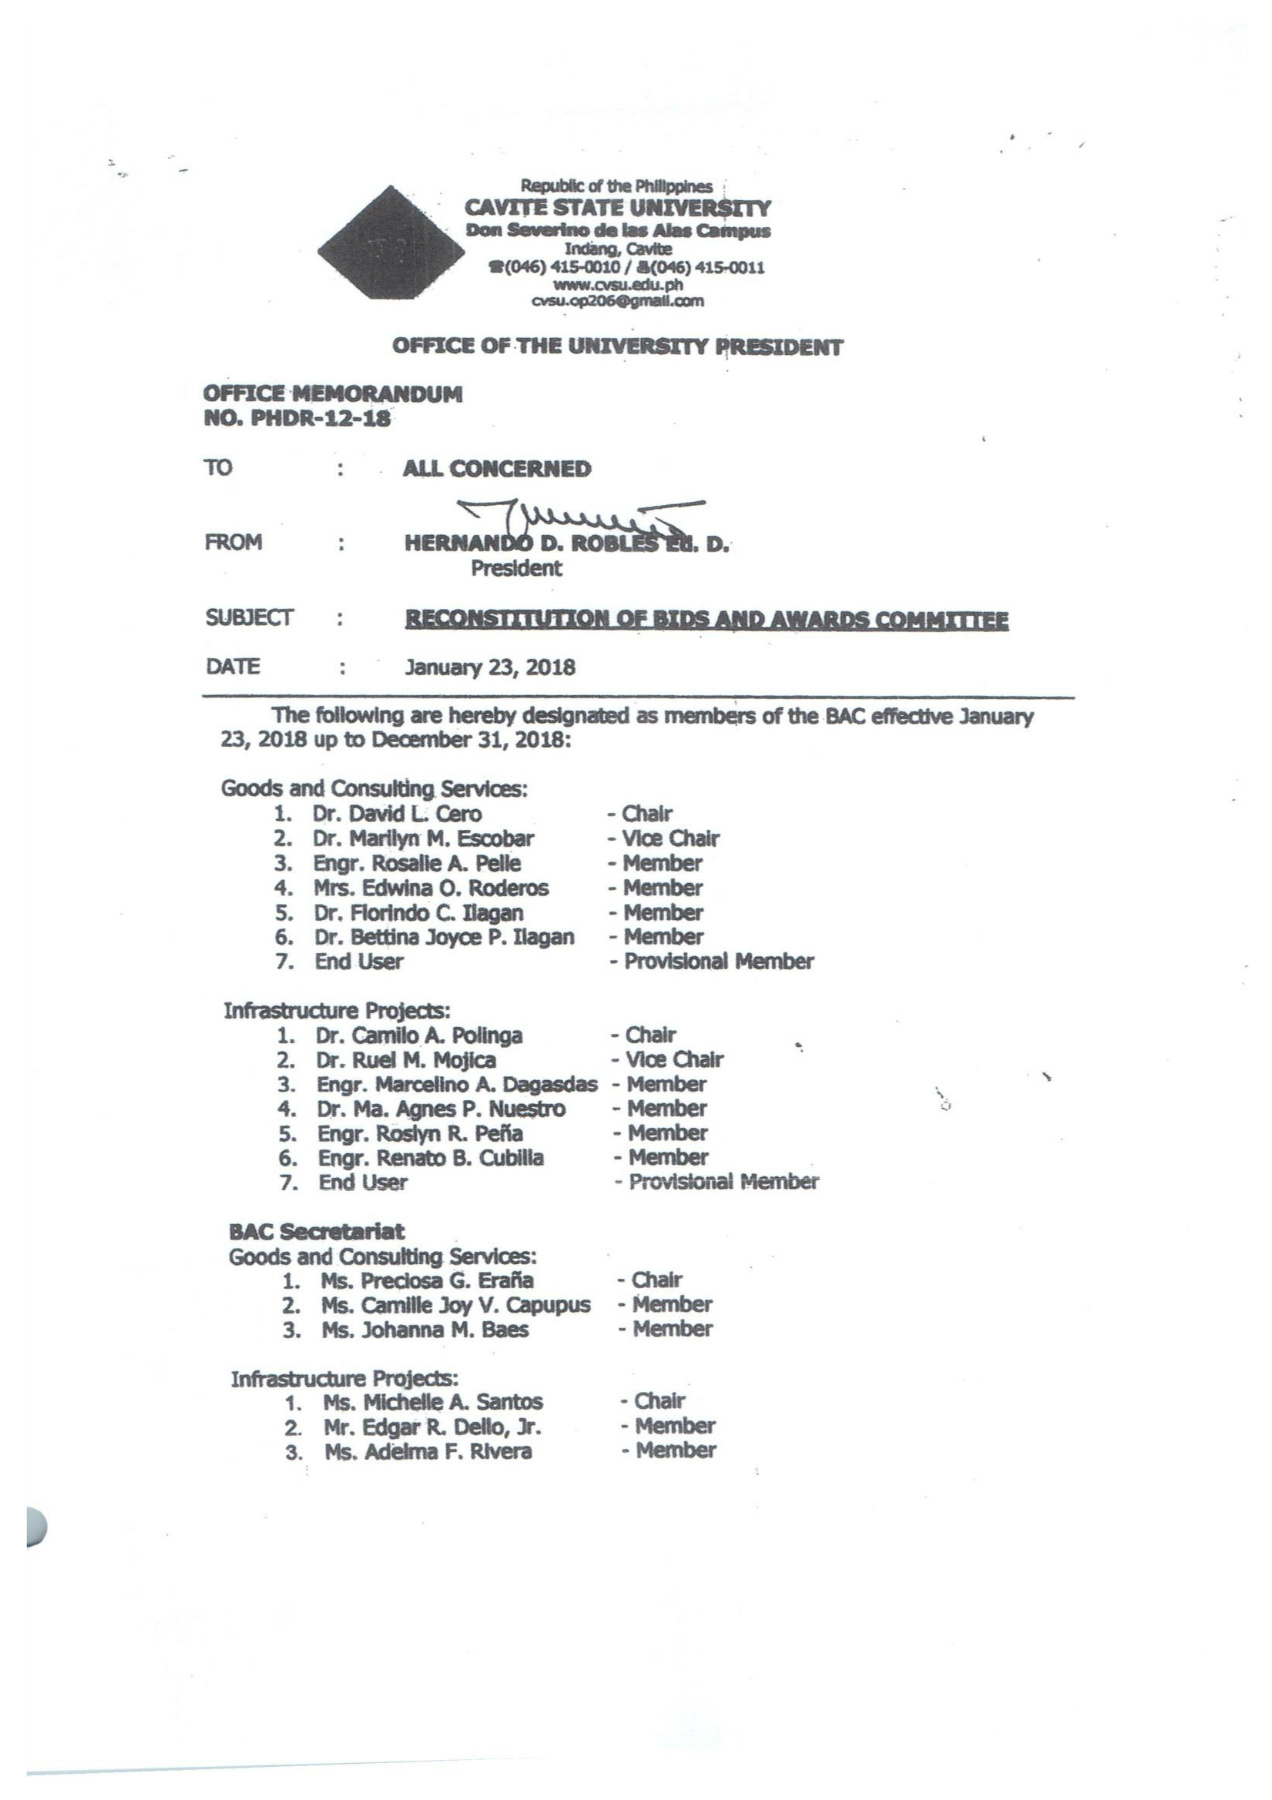 Republic of the Philippines
CAVITE STATE UNIVERSITY
Don Severino de las Alas Campus
Indang, Cavite
☎(046) 415-0010 / (046) 415-0011
www.cvsu.edu.ph
cvsu.op206@gmail.com
OFFICE OF THE UNIVERSITY PRESIDENT
OFFICE MEMORANDUM
NO. PHDR-12-18
TO : ALL CONCERNED
FROM : HERNANDO D. ROBLES Ed. D.
President
SUBJECT : RECONSTITUTION OF BIDS AND AWARDS COMMITTEE
DATE : January 23, 2018
The following are hereby designated as members of the BAC effective January
23, 2018 up to December 31, 2018:
Goods and Consulting Services:
1. Dr. David L. Cero - Chair
2. Dr. Marilyn M. Escobar - Vice Chair
3. Engr. Rosalie A. Pelle - Member
4. Mrs. Edwina O. Roderos - Member
5. Dr. Florindo C. Ilagan - Member
6. Dr. Bettina Joyce P. Ilagan - Member
7. End User - Provisional Member
Infrastructure Projects:
1. Dr. Camilo A. Polinga - Chair
2. Dr. Ruel M. Mojica - Vice Chair
3. Engr. Marcelino A. Dagasdas - Member
4. Dr. Ma. Agnes P. Nuestro - Member
5. Engr. Roslyn R. Peña - Member
6. Engr. Renato B. Cubilla - Member
7. End User - Provisional Member
BAC Secretariat
Goods and Consulting Services:
1. Ms. Preciosa G. Eraña - Chair
2. Ms. Camille Joy V. Capupus - Member
3. Ms. Johanna M. Baes - Member
Infrastructure Projects:
1. Ms. Michelle A. Santos - Chair
2. Mr. Edgar R. Dello, Jr. - Member
3. Ms. Adelma F. Rivera - Member